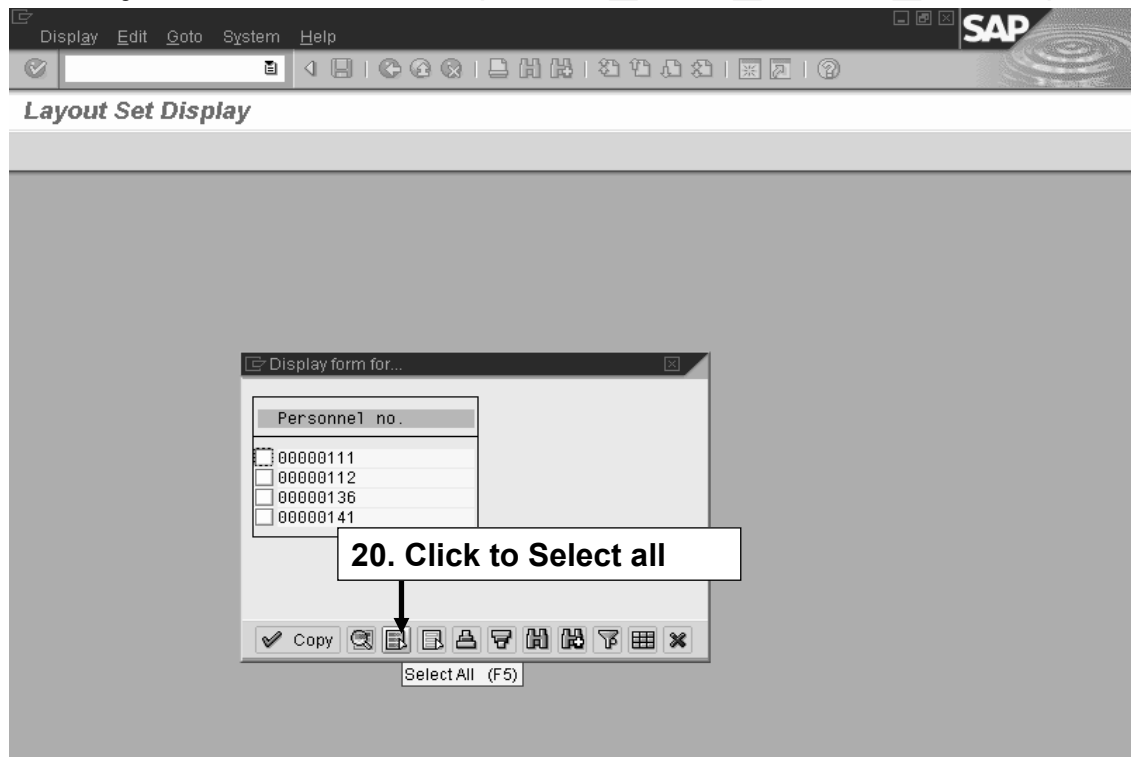 Display Edit Goto System Help
SAP
Layout Set Display
Display form for...
Personnel no.
00000111
00000112
00000136
00000141
20. Click to Select all
Copy
Select All (F5)